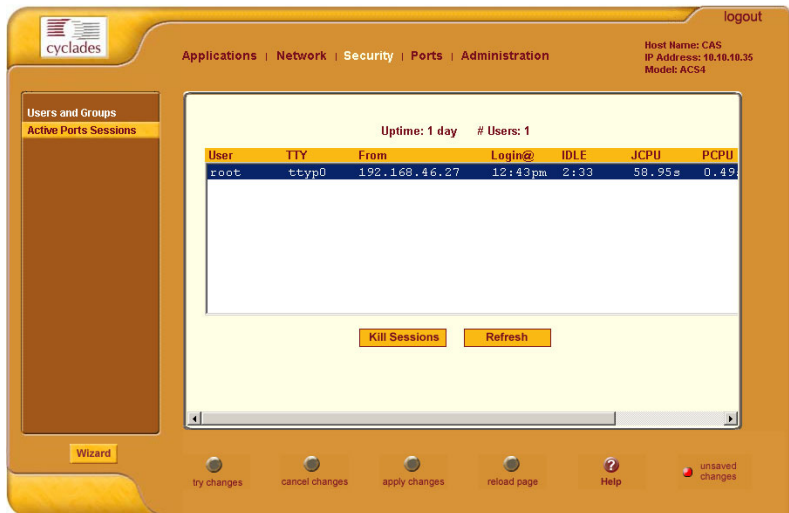 logout
cyclades
Applications | Network | Security | Ports | Administration
Host Name: CAS
IP Address: 10.10.10.35
Model: ACS4
Users and Groups
Active Ports Sessions
Uptime: 1 day # Users: 1
User TTY From Login@ IDLE JCPU PCPU
root ttyp0 192.168.46.27 12:43pm 2:33 58.95s 0.49s
Kill Sessions Refresh
Wizard
try changes cancel changes apply changes reload page Help unsaved changes